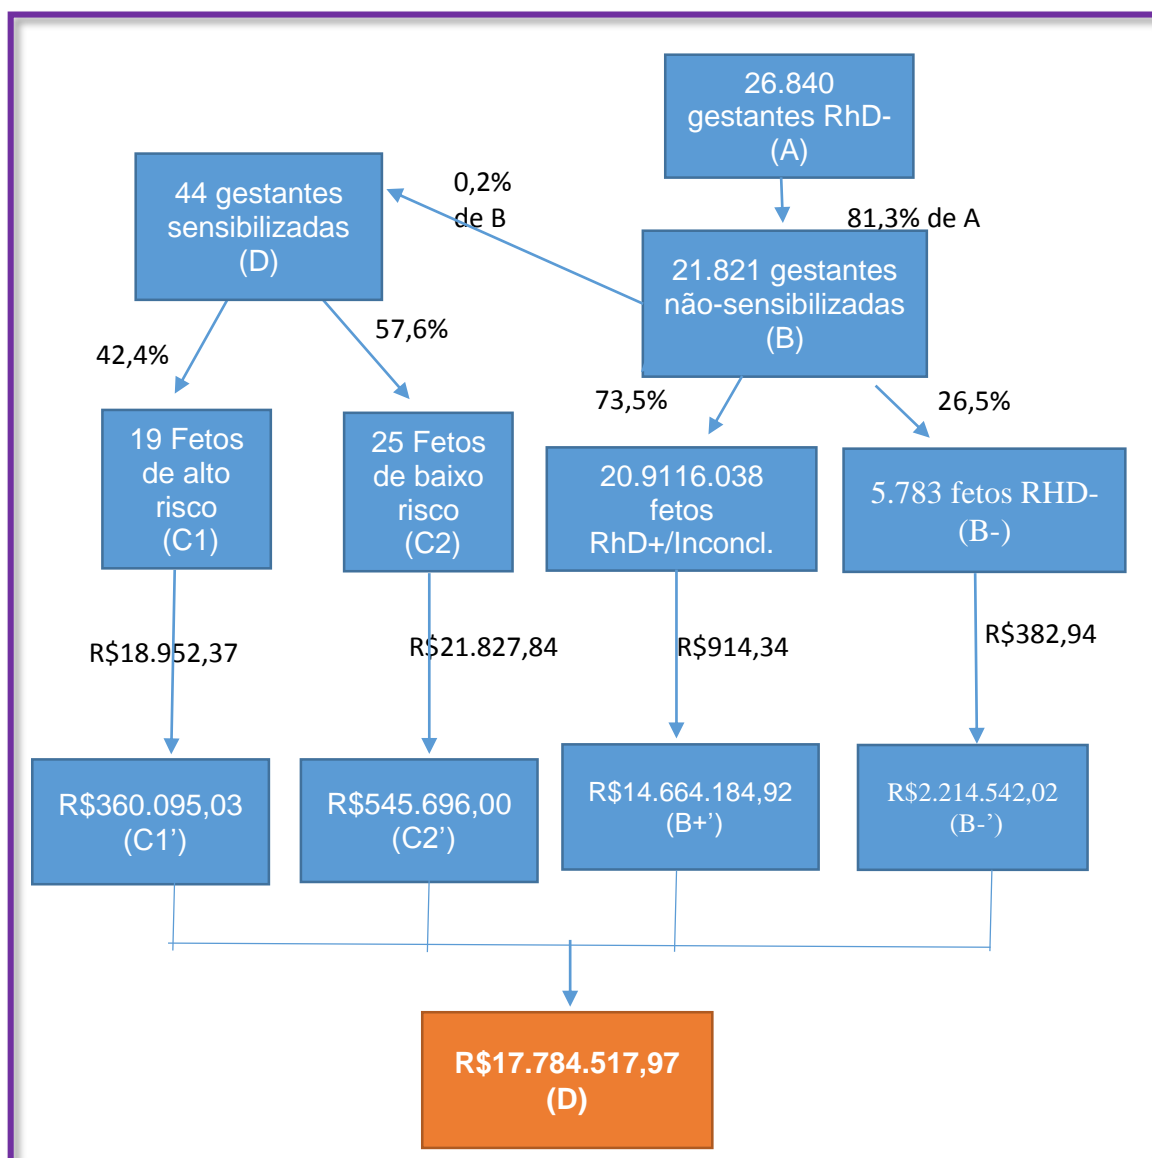 26.840
gestantes RhD-
(A)
81,3% de A
0,2%
de B
44 gestantes
sensibilizadas
(D)
21.821 gestantes
não-sensibilizadas
(B)
42,4%
57,6%
73,5%
26,5%
19 Fetos
de alto
risco
(C1)
25 Fetos
de baixo
risco
(C2)
20.9116.038
fetos
RhD+/Inconcl.
5.783 fetos RHD-
(B-)
R$18.952,37
R$21.827,84
R$914,34
R$382,94
R$360.095,03
(C1’)
R$545.696,00
(C2’)
R$14.664.184,92
(B+’)
R$2.214.542,02
(B-’)
R$17.784.517,97
(D)